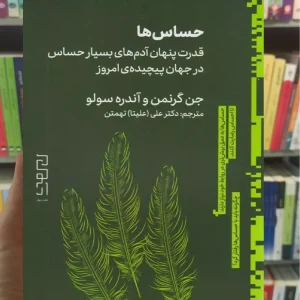 حساس‌ها
قدرت پنهان آدم‌های بسیار حساس
در جهان پیچیده‌ی امروز
جن گرنمن و آندره سولو
مترجم: دکتر علی (علیتا) تهمتن